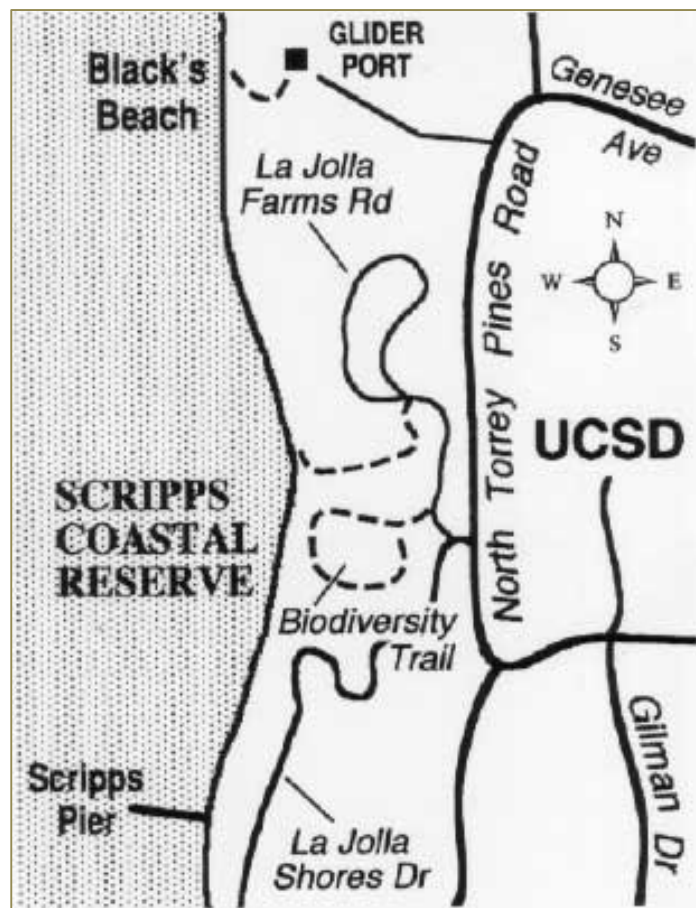 GLIDER
PORT
Black's
Beach
Genesee
Ave
La Jolla
Farms Rd
North Torrey Pines Road
N
W
E
S
UCSD
SCRIPPS
COASTAL
RESERVE
Biodiversity
Trail
Gilman Dr
Scripps
Pier
La Jolla
Shores Dr